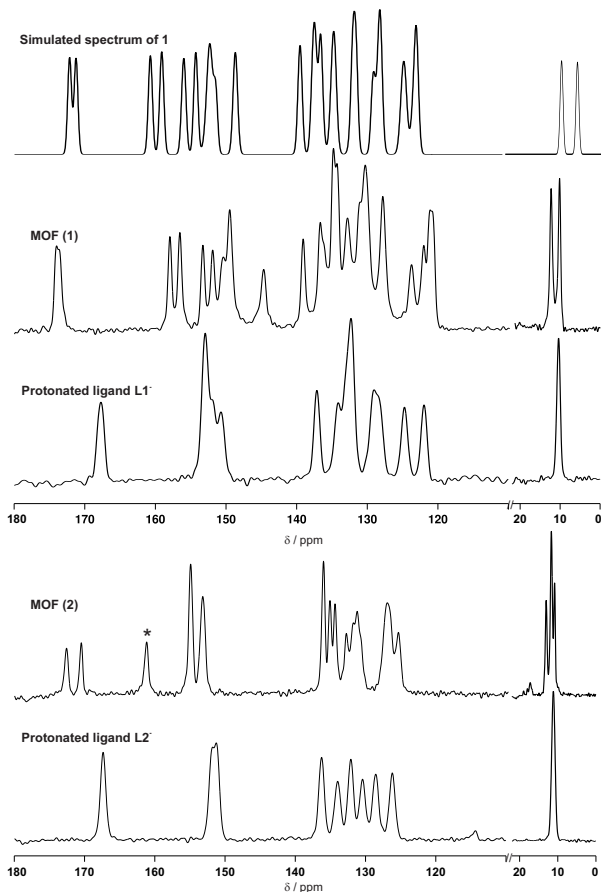 Simulated spectrum of 1
MOF (1)
Protonated ligand L1⁻
180 170 160 150 140 130 120 20 10 0
δ / ppm
MOF (2)
*
Protonated ligand L2⁻
180 170 160 150 140 130 120 20 10 0
δ / ppm